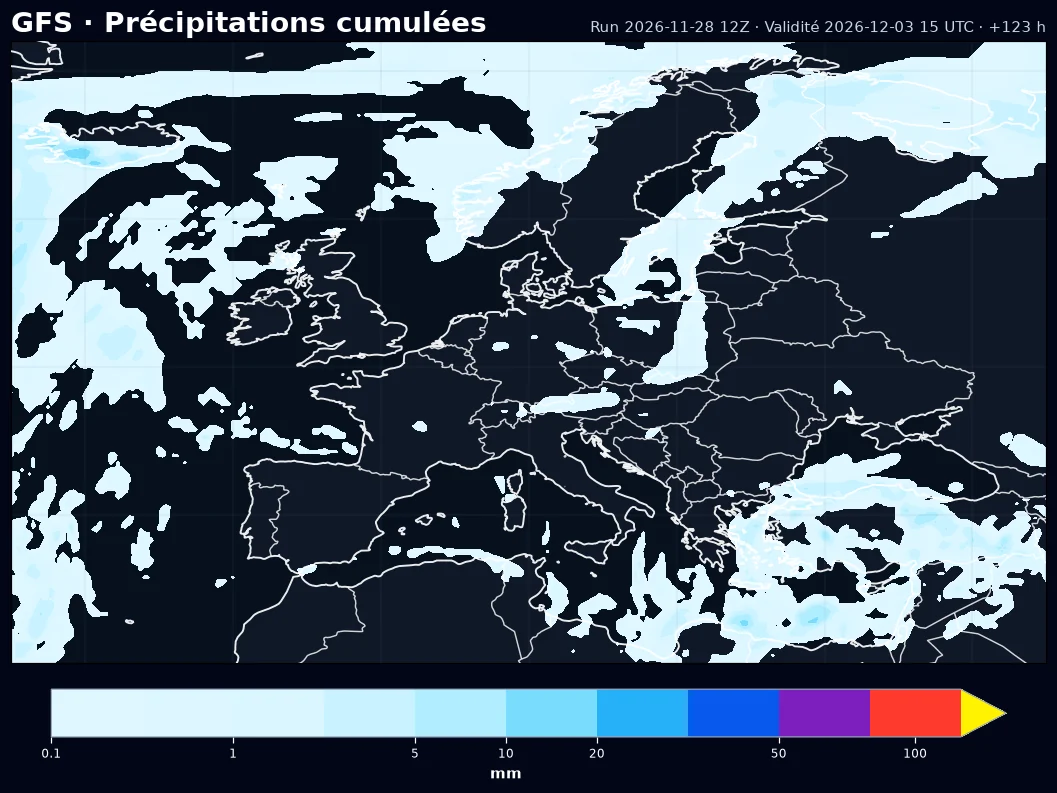 GFS · Précipitations cumulées
Run 2026-11-28 12Z · Validité 2026-12-03 15 UTC · +123 h
0.1 1 5 10 20 50 100
mm